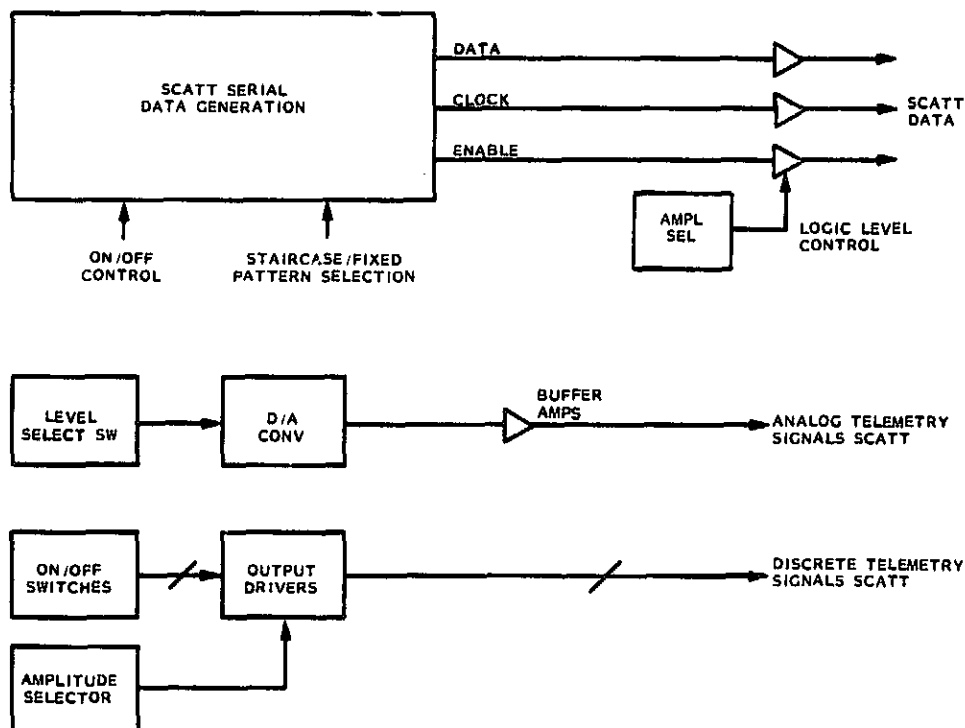 SCATT SERIAL
DATA GENERATION
DATA
CLOCK
ENABLE
SCATT
DATA
AMPL
SEL
LOGIC LEVEL
CONTROL
ON/OFF
CONTROL
STAIRCASE/FIXED
PATTERN SELECTION
LEVEL
SELECT SW
D/A
CONV
BUFFER
AMPS
ANALOG TELEMETRY
SIGNALS SCATT
ON/OFF
SWITCHES
OUTPUT
DRIVERS
DISCRETE TELEMETRY
SIGNALS SCATT
AMPLITUDE
SELECTOR